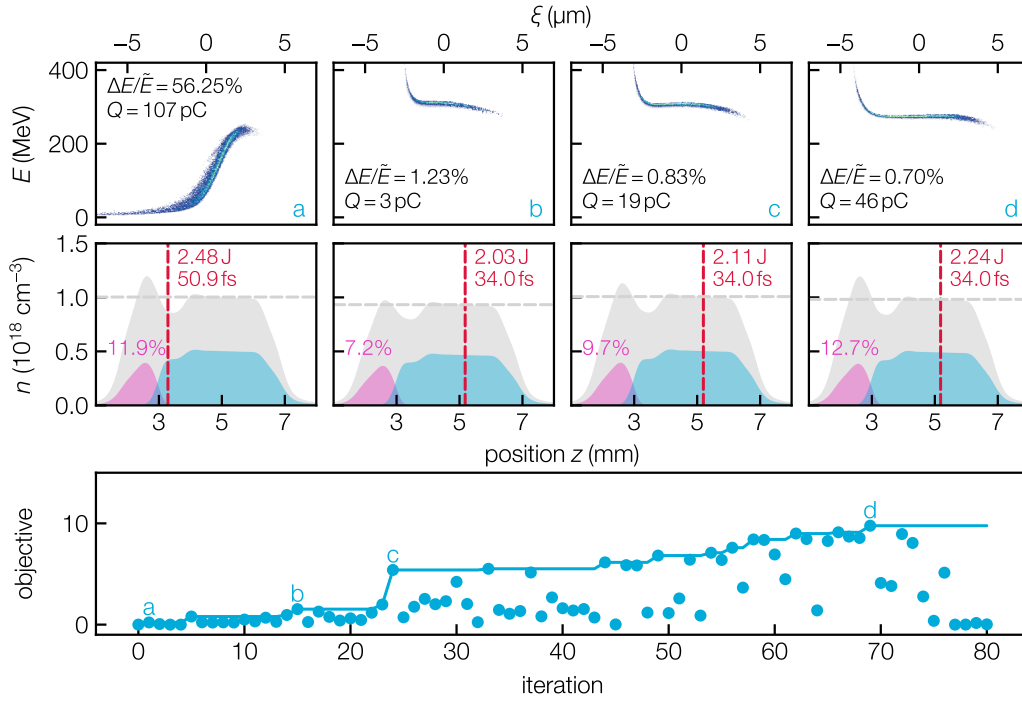 ξ (μm)
−5 0 5 −5 0 5 −5 0 5 −5 0 5
E (MeV)
400
200
0
ΔE/Ẽ = 56.25%
Q = 107 pC
a
ΔE/Ẽ = 1.23%
Q = 3 pC
b
ΔE/Ẽ = 0.83%
Q = 19 pC
c
ΔE/Ẽ = 0.70%
Q = 46 pC
d
n (10¹⁸ cm⁻³)
1.5
1.0
0.5
0.0
2.48 J
50.9 fs
11.9%
2.03 J
34.0 fs
7.2%
2.11 J
34.0 fs
9.7%
2.24 J
34.0 fs
12.7%
3 5 7 3 5 7 3 5 7 3 5 7
position z (mm)
objective
10
0
a
b
c
d
0 10 20 30 40 50 60 70 80
iteration